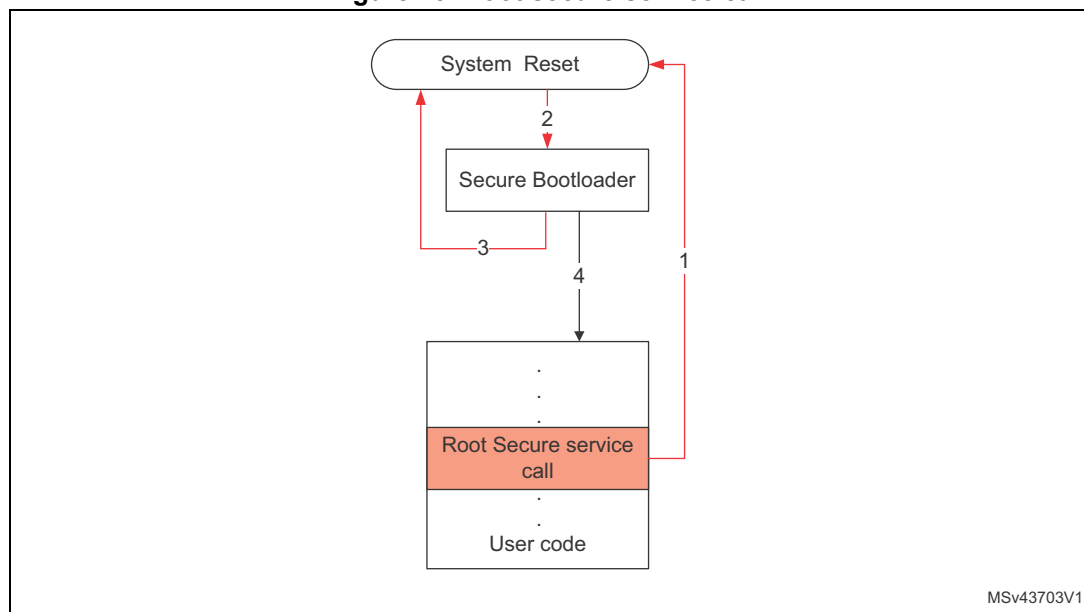 System Reset
2
Secure Bootloader
3
4
1
.
.
.
Root Secure service
call
.
.
User code
MSv43703V1